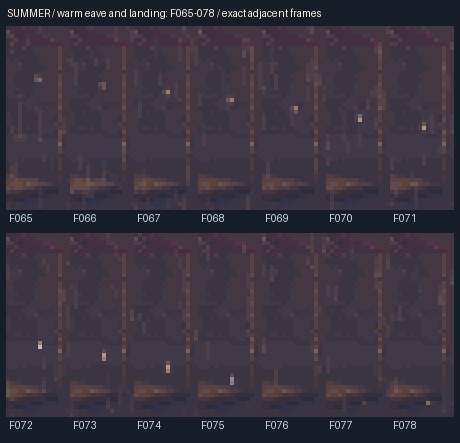 SUMMER / warm eave and landing: F065-078 / exact adjacent frames
F065 F066 F067 F068 F069 F070 F071
F072 F073 F074 F075 F076 F077 F078